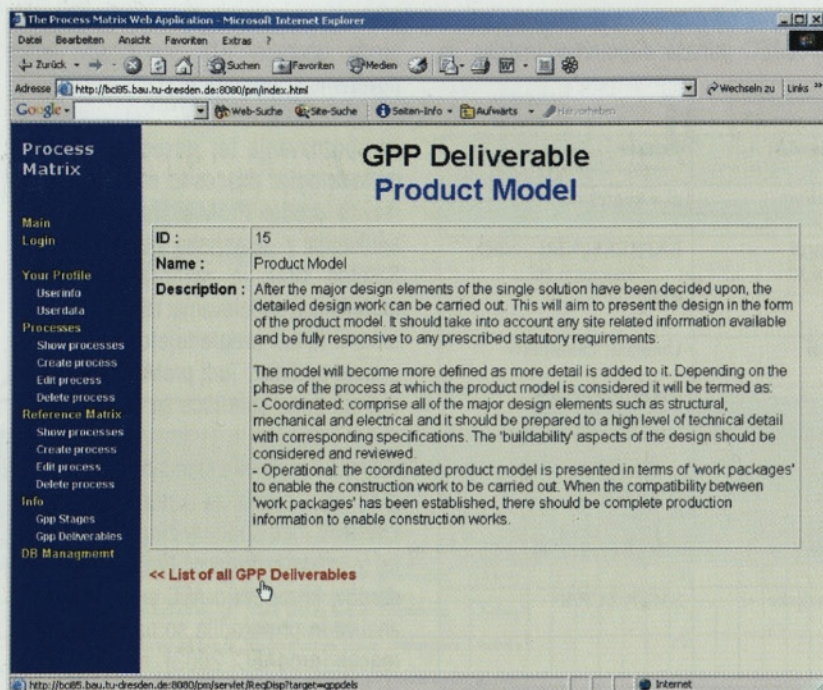 The Process Matrix Web Application - Microsoft Internet Explorer
Datei Bearbeiten Ansicht Favoriten Extras ?
Zurück Suchen Favoriten Medien
Adresse http://bci85.bau.tu-dresden.de:8080/pm/index.html Wechseln zu Links »
Google Web-Suche Site-Suche Seiten-Info Aufwärts Hervorheben
Process
Matrix
Main
Login
Your Profile
Userinfo
Userdata
Processes
Show processes
Create process
Edit process
Delete process
Reference Matrix
Show processes
Create process
Edit process
Delete process
Info
Gpp Stages
Gpp Deliverables
DB Managmemt
GPP Deliverable
Product Model
ID : 15
Name : Product Model
Description : After the major design elements of the single solution have been decided upon, the
detailed design work can be carried out. This will aim to present the design in the form
of the product model. It should take into account any site related information available
and be fully responsive to any prescribed statutory requirements.
The model will become more defined as more detail is added to it. Depending on the
phase of the process at which the product model is considered it will be termed as:
- Coordinated: comprise all of the major design elements such as structural,
mechanical and electrical and it should be prepared to a high level of technical detail
with corresponding specifications. The 'buildability' aspects of the design should be
considered and reviewed.
- Operational: the coordinated product model is presented in terms of 'work packages'
to enable the construction work to be carried out. When the compatibility between
'work packages' has been established, there should be complete production
information to enable construction works.
<< List of all GPP Deliverables
http://bci85.bau.tu-dresden.de:8080/pm/servlet/ReqDisp?target=gppdels Internet